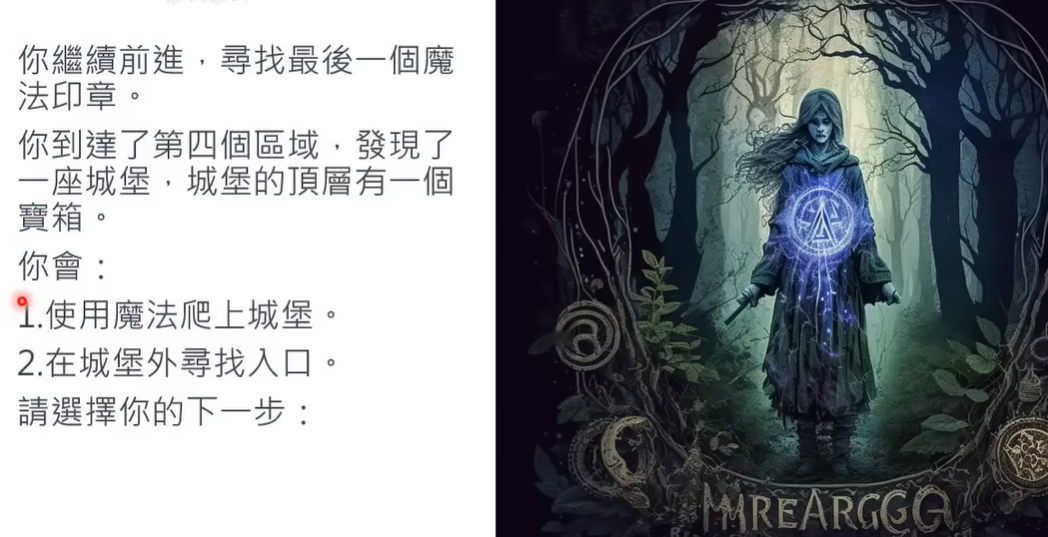 你繼續前進，尋找最後一個魔
法印章。
你到達了第四個區域，發現了
一座城堡，城堡的頂層有一個
寶箱。
你會：
1.使用魔法爬上城堡。
2.在城堡外尋找入口。
請選擇你的下一步：